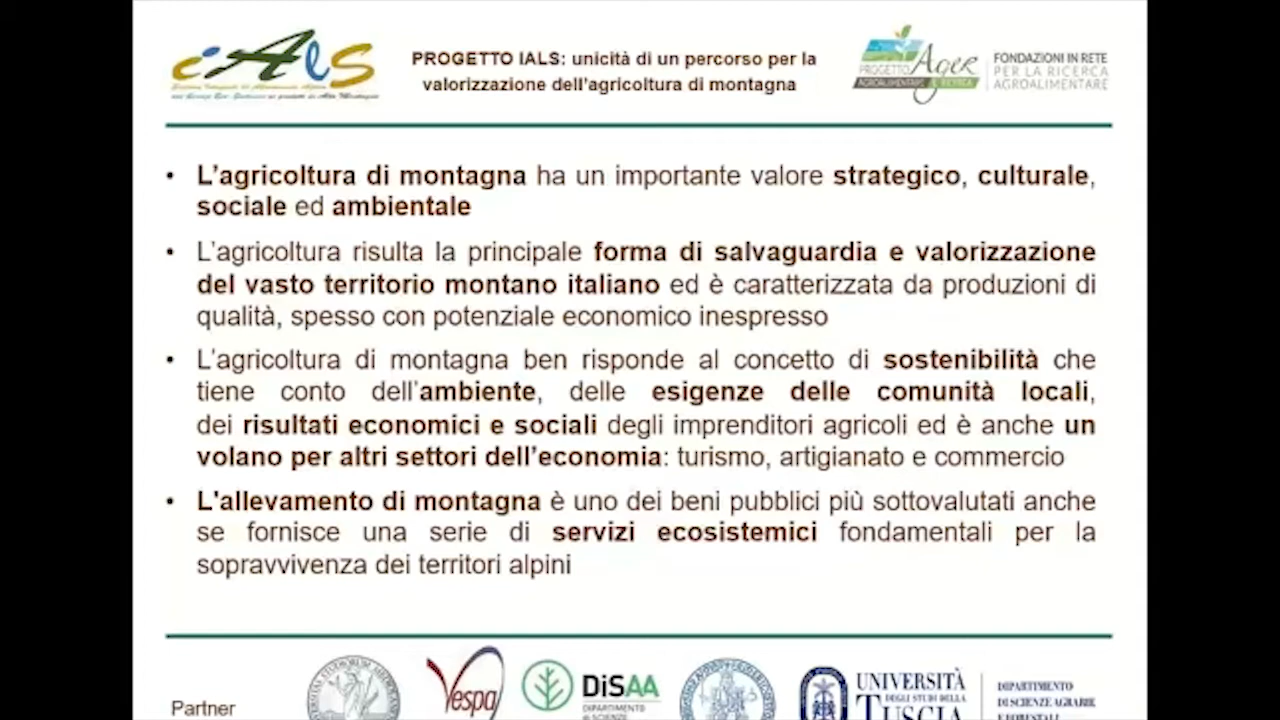 iALS
PROGETTO IALS: unicità di un percorso per la
valorizzazione dell'agricoltura di montagna
PROGETTO Ager
AGROALIMENTARE E RICERCA
FONDAZIONI IN RETE
PER LA RICERCA
AGROALIMENTARE
• L'agricoltura di montagna ha un importante valore strategico, culturale,
sociale ed ambientale
• L'agricoltura risulta la principale forma di salvaguardia e valorizzazione
del vasto territorio montano italiano ed è caratterizzata da produzioni di
qualità, spesso con potenziale economico inespresso
• L'agricoltura di montagna ben risponde al concetto di sostenibilità che
tiene conto dell'ambiente, delle esigenze delle comunità locali,
dei risultati economici e sociali degli imprenditori agricoli ed è anche un
volano per altri settori dell'economia: turismo, artigianato e commercio
• L'allevamento di montagna è uno dei beni pubblici più sottovalutati anche
se fornisce una serie di servizi ecosistemici fondamentali per la
sopravvivenza dei territori alpini
Partner
Vespa
DiSAA
DIPARTIMENTO
DI SCIENZE
UNIVERSITÀ
DEGLI STUDI DELLA
TUSCIA
DIPARTIMENTO
DI SCIENZE AGRARIE
E FORESTALI